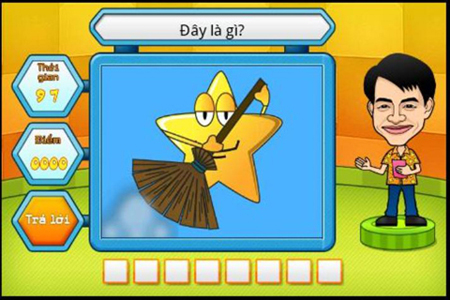 Đây là gì?
Thời
gian
97
Điểm
0000
Trả lời